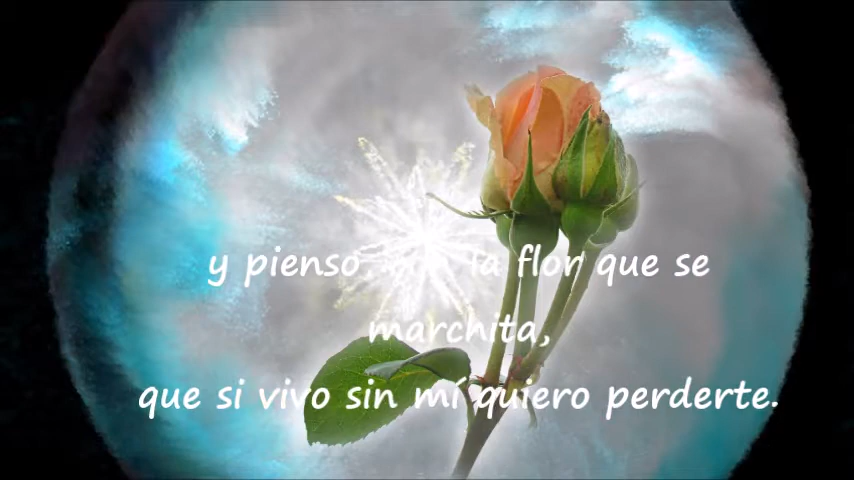 y pienso, la flor que se
marchita,
que si vivo sin mí quiero perderte.